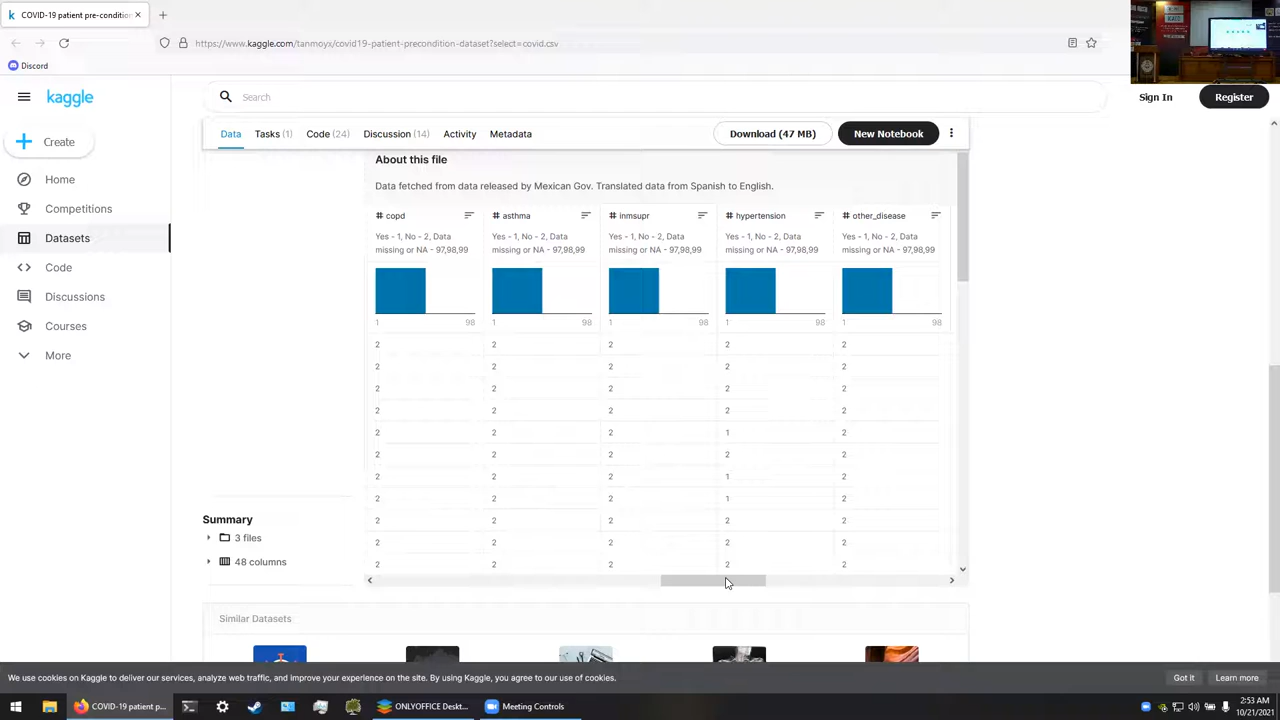 COVID-19 patient pre-condition
https://www.kaggle.com/tanmoyx/covid19-patient-precondition-dataset?select=covid.csv
Discord
kaggle
Search
Sign In
Register
Create
Home
Competitions
Datasets
Code
Discussions
Courses
More
Data
Tasks (1)
Code (24)
Discussion (14)
Activity
Metadata
Download (47 MB)
New Notebook
About this file
Data fetched from data released by Mexican Gov. Translated data from Spanish to English.
# copd # asthma # inmsupr # hypertension # other_disease
Yes - 1, No - 2, Data Yes - 1, No - 2, Data Yes - 1, No - 2, Data Yes - 1, No - 2, Data Yes - 1, No - 2, Data
missing or NA - 97,98,99 missing or NA - 97,98,99 missing or NA - 97,98,99 missing or NA - 97,98,99 missing or NA - 97,98,99
1 98 1 98 1 98 1 98 1 98
2 2 2 2 2
2 2 2 2 2
2 2 2 2 2
2 2 2 2 2
2 2 2 1 2
2 2 2 2 2
2 2 2 1 2
2 2 2 1 2
2 2 2 2 2
2 2 2 2 2
2 2 2 2 2
Summary
3 files
48 columns
Similar Datasets
We use cookies on Kaggle to deliver our services, analyze web traffic, and improve your experience on the site. By using Kaggle, you agree to our use of cookies.
Got it
Learn more
COVID-19 patient p...
ONLYOFFICE Deskt...
Meeting Controls
2:53 AM
10/21/2021